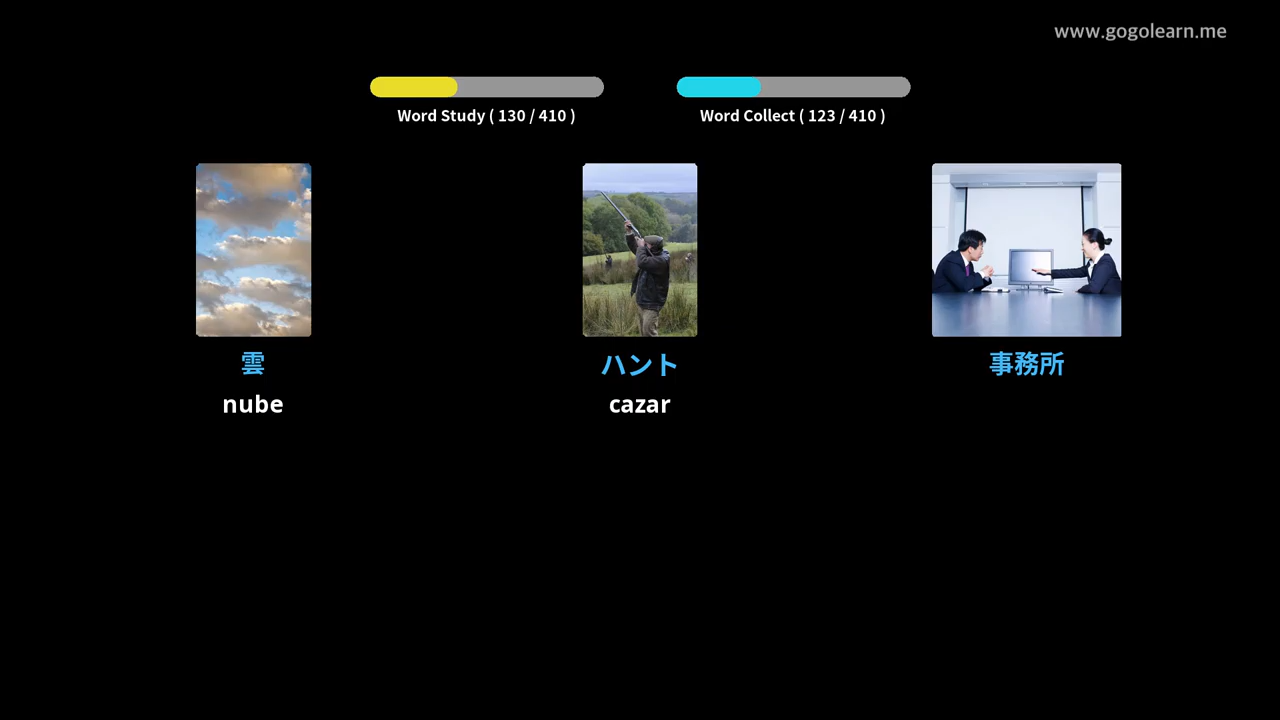 www.gogolearn.me
Word Study ( 130 / 410 )
Word Collect ( 123 / 410 )
雲
ハント
事務所
nube
cazar